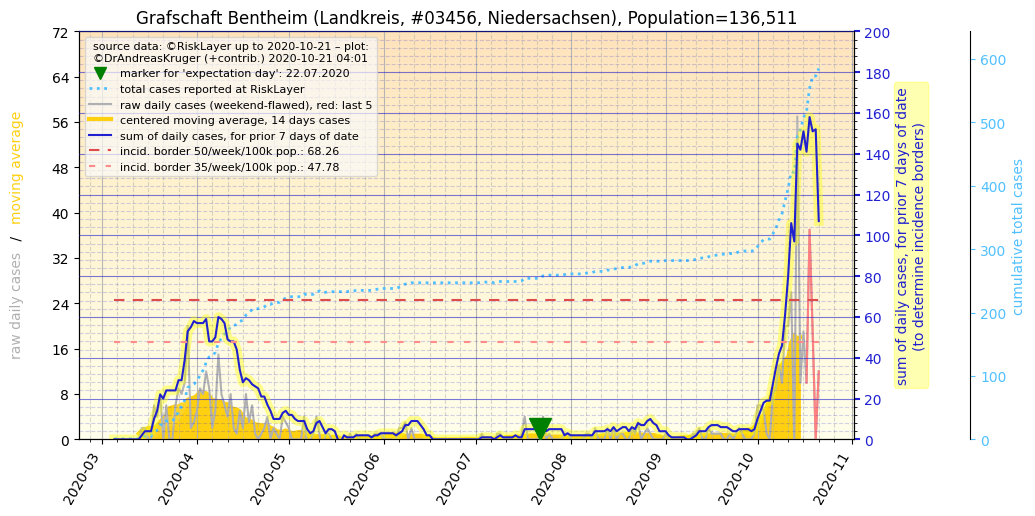 Grafschaft Bentheim (Landkreis, #03456, Niedersachsen), Population=136,511
source data: ©RiskLayer up to 2020-10-21 – plot:
©DrAndreasKruger (+contrib.) 2020-10-21 04:01
marker for 'expectation day': 22.07.2020
total cases reported at RiskLayer
raw daily cases (weekend-flawed), red: last 5
centered moving average, 14 days cases
sum of daily cases, for prior 7 days of date
incid. border 50/week/100k pop.: 68.26
incid. border 35/week/100k pop.: 47.78
raw daily cases / moving average
72
64
56
48
40
32
24
16
8
0
2020-03
2020-04
2020-05
2020-06
2020-07
2020-08
2020-09
2020-10
2020-11
200
180
160
140
120
100
80
60
40
20
0
sum of daily cases, for prior 7 days of date
(to determine incidence borders)
600
500
400
300
200
100
0
cumulative total cases